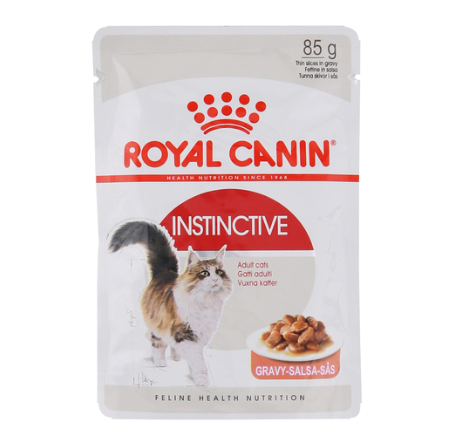 85 g
Thin slices in gravy
Fettine in salsa
Tunna skivor i sås
ROYAL CANIN®
HEALTH NUTRITION SINCE 1968
INSTINCTIVE
Adult cats
Gatti adulti
Vuxna katter
GRAVY-SALSA-SÅS
FELINE HEALTH NUTRITION